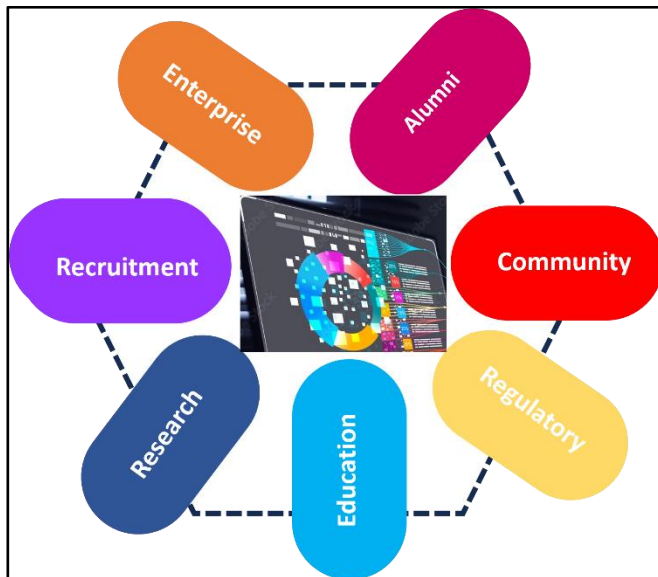 Enterprise
Alumni
Recruitment
Community
Research
Education
Regulatory